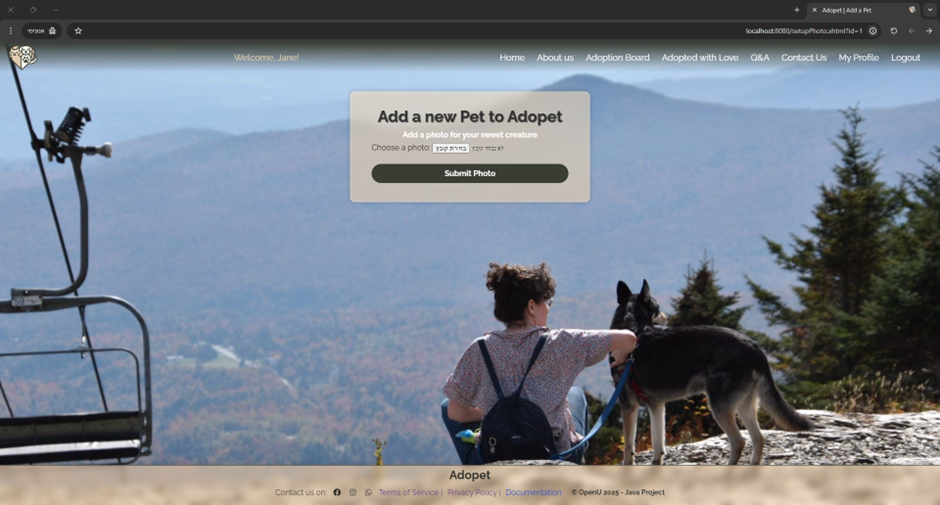 Adopet | Add a Pet
אנונימי
localhost:8080/setupPhoto.xhtml?id=1
Welcome, Jane!
Home About us Adoption Board Adopted with Love Q&A Contact Us My Profile Logout
Add a new Pet to Adopet
Add a photo for your sweet creature
Choose a photo: בחירת קובץ לא נבחר קובץ
Submit Photo
Adopet
Contact us on: Terms of Service | Privacy Policy | Documentation © OpenU 2025 - Java Project